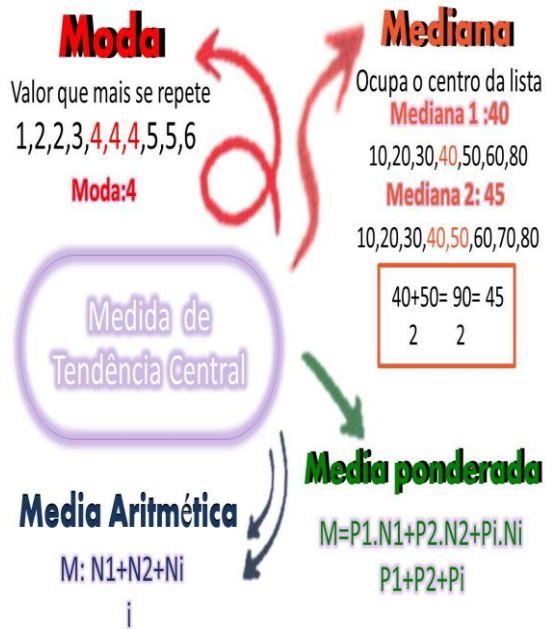 Moda
Valor que mais se repete
1,2,2,3,4,4,4,5,5,6
Moda:4
Mediana
Ocupa o centro da lista
Mediana 1 :40
10,20,30,40,50,60,80
Mediana 2: 45
10,20,30,40,50,60,70,80
40+50= 90= 45
2 2
Medida de
Tendência Central
Media Aritmética
M: N1+N2+Ni
i
Media ponderada
M=P1.N1+P2.N2+Pi.Ni
P1+P2+Pi